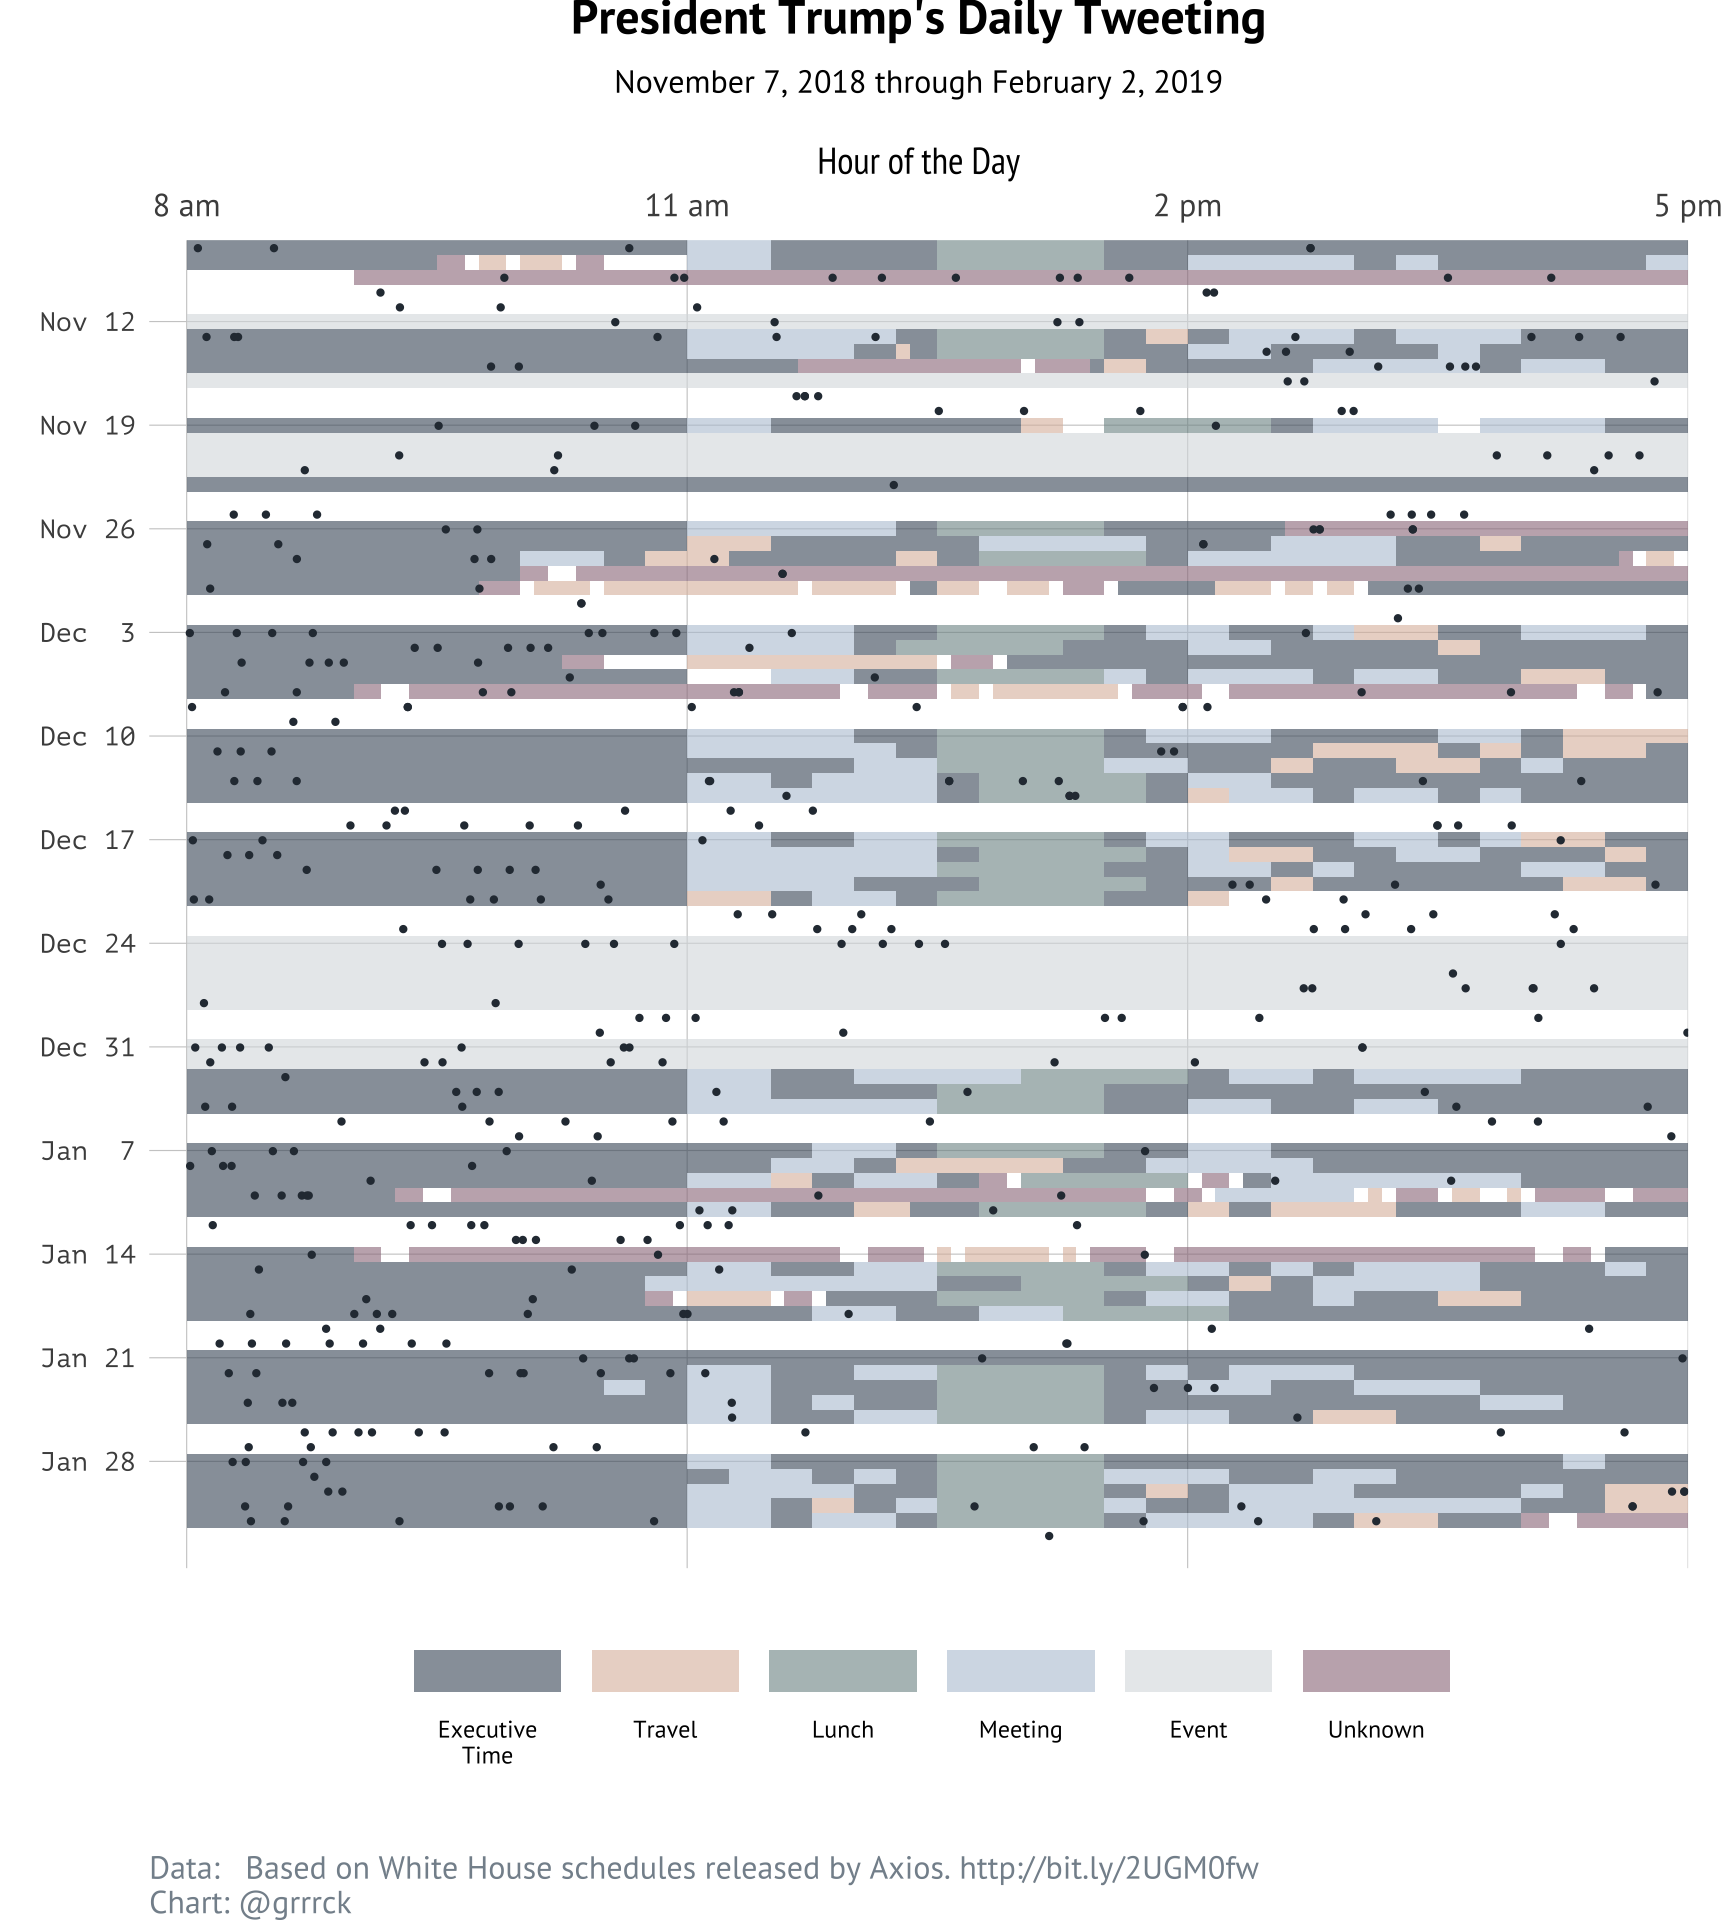 President Trump's Daily Tweeting
November 7, 2018 through February 2, 2019
Hour of the Day
8 am 11 am 2 pm 5 pm
Nov 12
Nov 19
Nov 26
Dec 3
Dec 10
Dec 17
Dec 24
Dec 31
Jan 7
Jan 14
Jan 21
Jan 28
Executive Time Travel Lunch Meeting Event Unknown
Data: Based on White House schedules released by Axios. http://bit.ly/2UGM0fw
Chart: @grrrck